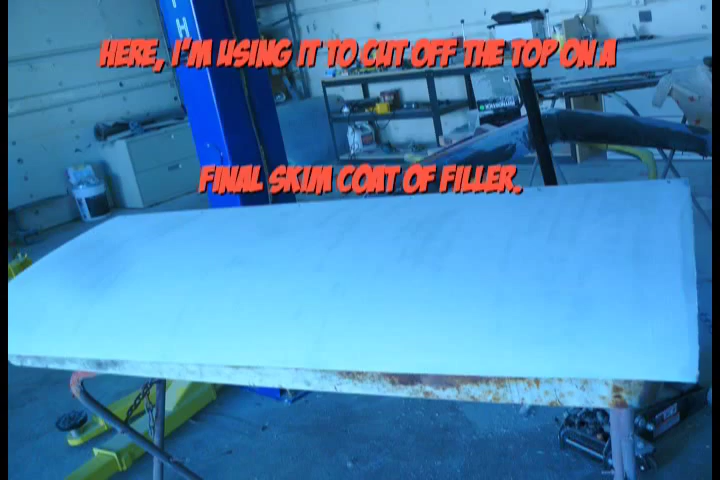 HERE, I'M USING IT TO CUT OFF THE TOP ON A
FINAL SKIM COAT OF FILLER.